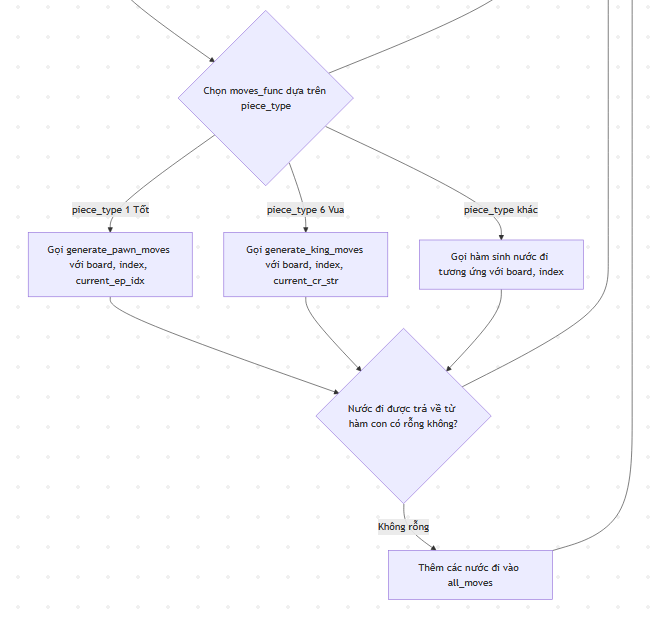 Chọn moves_func dựa trên
piece_type
piece_type 1 Tốt
piece_type 6 Vua
piece_type khác
Gọi generate_pawn_moves
với board, index,
current_ep_idx
Gọi generate_king_moves
với board, index,
current_cr_str
Gọi hàm sinh nước đi
tương ứng với board, index
Nước đi được trả về từ
hàm con có rỗng không?
Không rỗng
Thêm các nước đi vào
all_moves